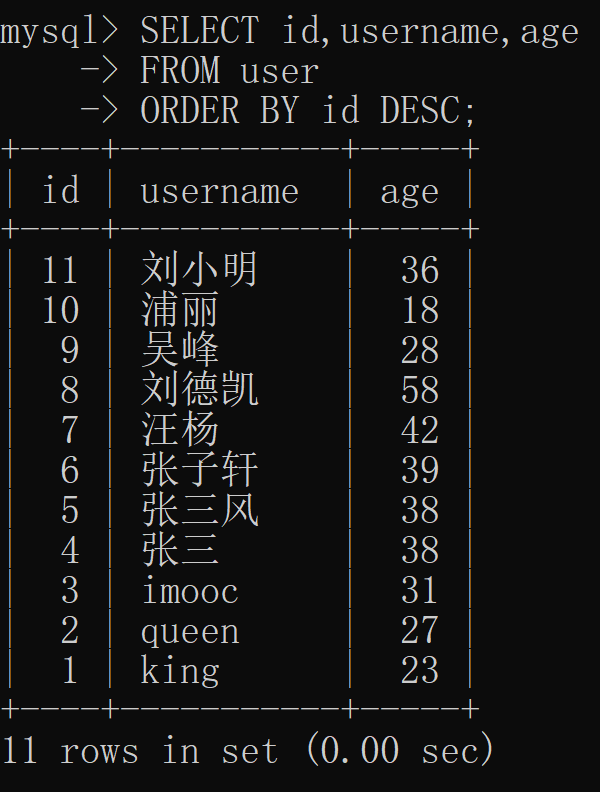 mysql> SELECT id,username,age
    -> FROM user
    -> ORDER BY id DESC;
+----+-----------+-----+
| id | username  | age |
+----+-----------+-----+
| 11 | 刘小明    |  36 |
| 10 | 浦丽      |  18 |
|  9 | 吴峰      |  28 |
|  8 | 刘德凯    |  58 |
|  7 | 汪杨      |  42 |
|  6 | 张子轩    |  39 |
|  5 | 张三风    |  38 |
|  4 | 张三      |  38 |
|  3 | imooc     |  31 |
|  2 | queen     |  27 |
|  1 | king      |  23 |
+----+-----------+-----+
11 rows in set (0.00 sec)